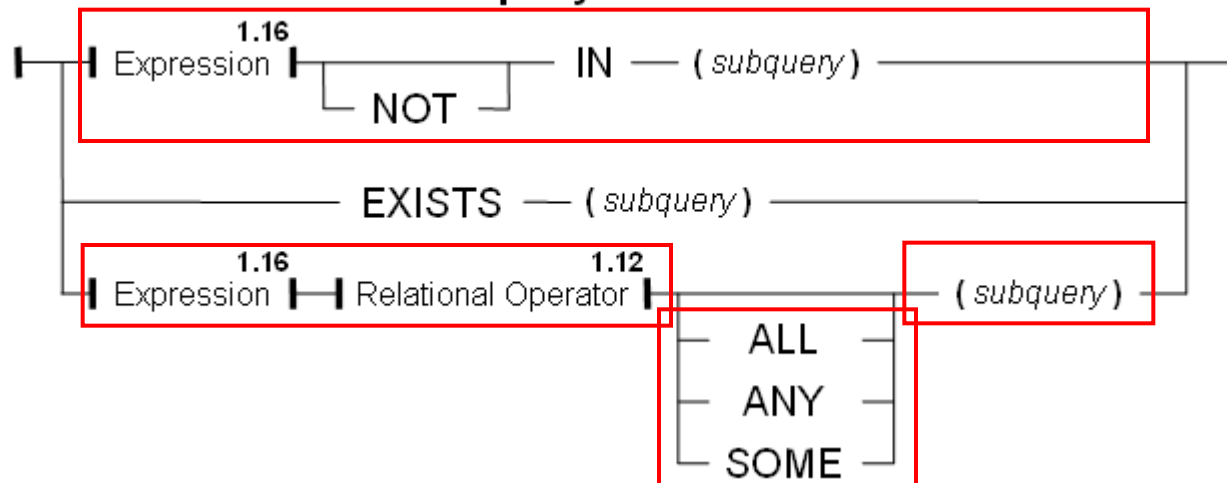 1.16
Expression IN (subquery)
NOT
EXISTS (subquery)
1.16 1.12
Expression Relational Operator (subquery)
ALL
ANY
SOME